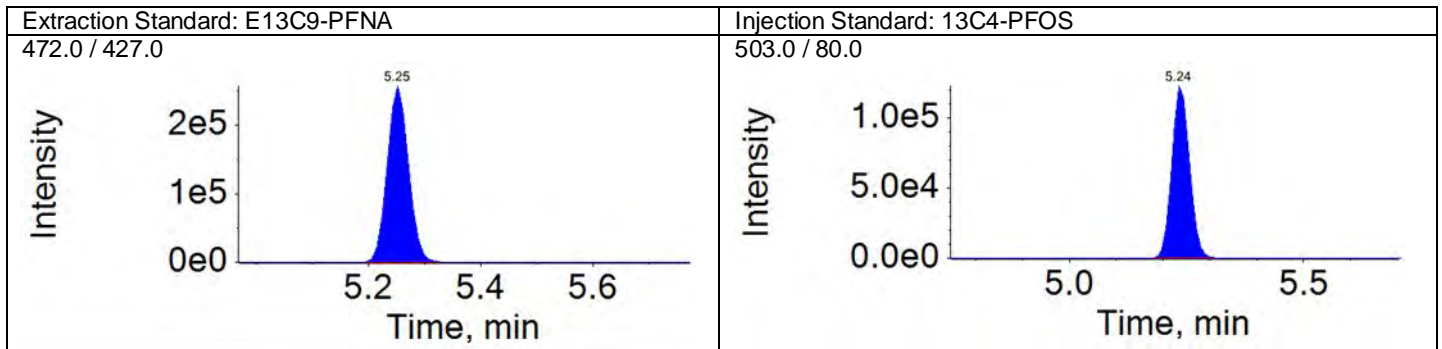 Extraction Standard: E13C9-PFNA
472.0 / 427.0
5.25
Intensity
2e5
1e5
0e0
5.2 5.4 5.6
Time, min
Injection Standard: 13C4-PFOS
503.0 / 80.0
5.24
Intensity
1.0e5
5.0e4
0.0e0
5.0 5.5
Time, min